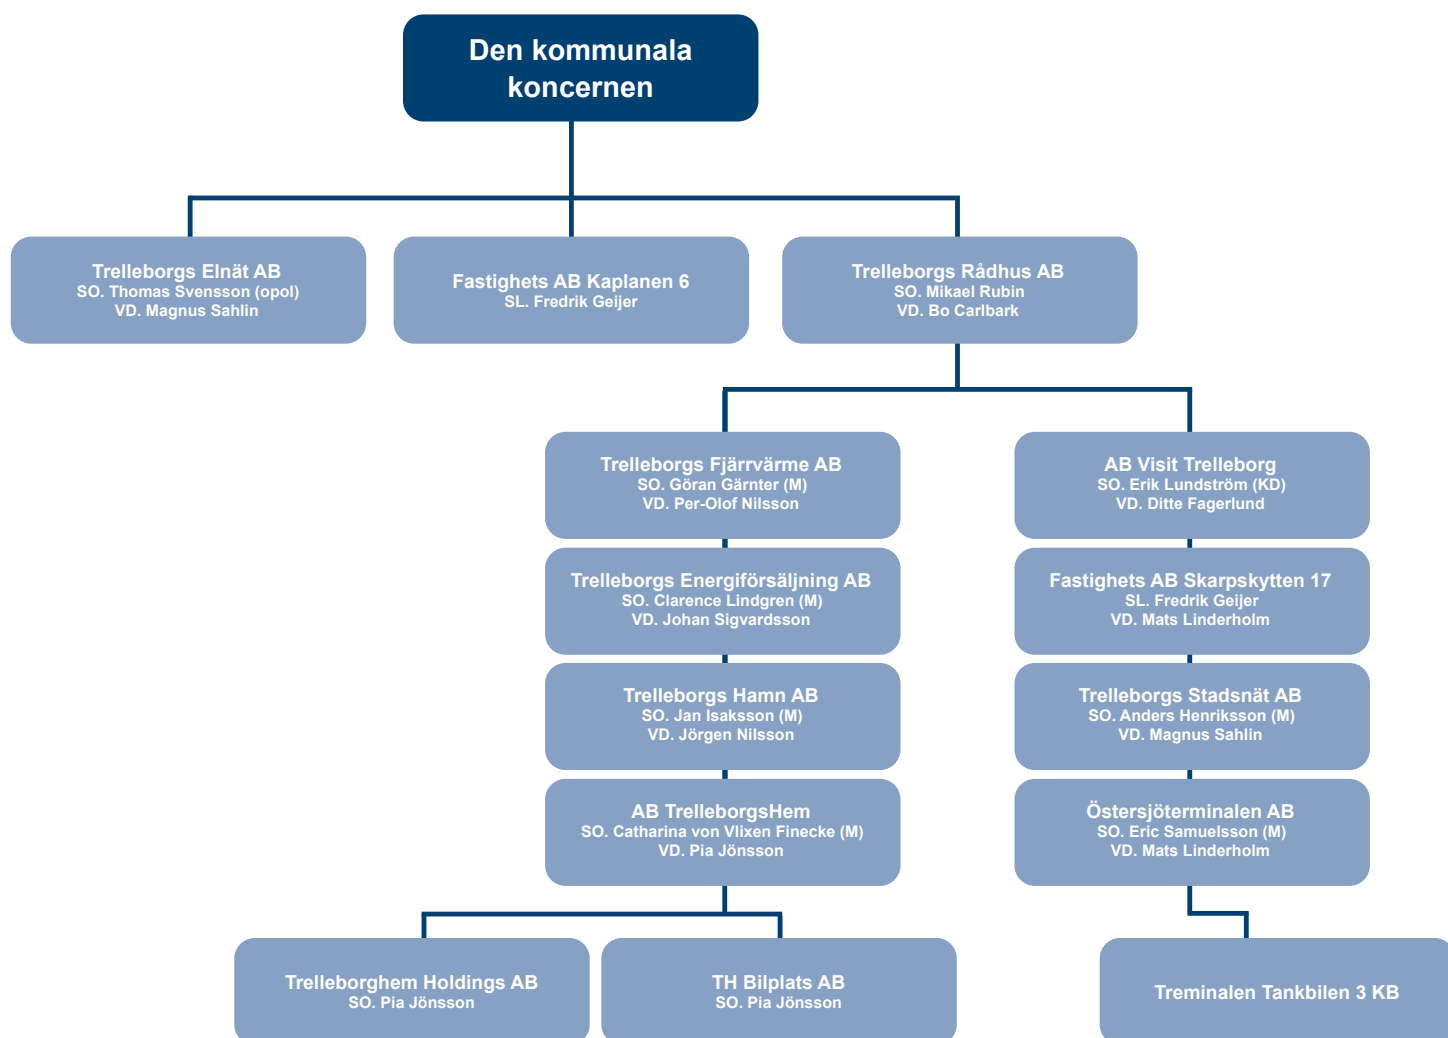 Den kommunala
koncernen
Trelleborgs Elnät AB
SO. Thomas Svensson (opol)
VD. Magnus Sahlin
Fastighets AB Kaplanen 6
SL. Fredrik Geijer
Trelleborgs Rådhus AB
SO. Mikael Rubin
VD. Bo Carlbark
Trelleborgs Fjärrvärme AB
SO. Göran Gärnter (M)
VD. Per-Olof Nilsson
AB Visit Trelleborg
SO. Erik Lundström (KD)
VD. Ditte Fagerlund
Trelleborgs Energiförsäljning AB
SO. Clarence Lindgren (M)
VD. Johan Sigvardsson
Fastighets AB Skarpskytten 17
SL. Fredrik Geijer
VD. Mats Linderholm
Trelleborgs Hamn AB
SO. Jan Isaksson (M)
VD. Jörgen Nilsson
Trelleborgs Stadsnät AB
SO. Anders Henriksson (M)
VD. Magnus Sahlin
AB TrelleborgsHem
SO. Catharina von Vlixen Finecke (M)
VD. Pia Jönsson
Östersjöterminalen AB
SO. Eric Samuelsson (M)
VD. Mats Linderholm
Trelleborghem Holdings AB
SO. Pia Jönsson
TH Bilplats AB
SO. Pia Jönsson
Treminalen Tankbilen 3 KB